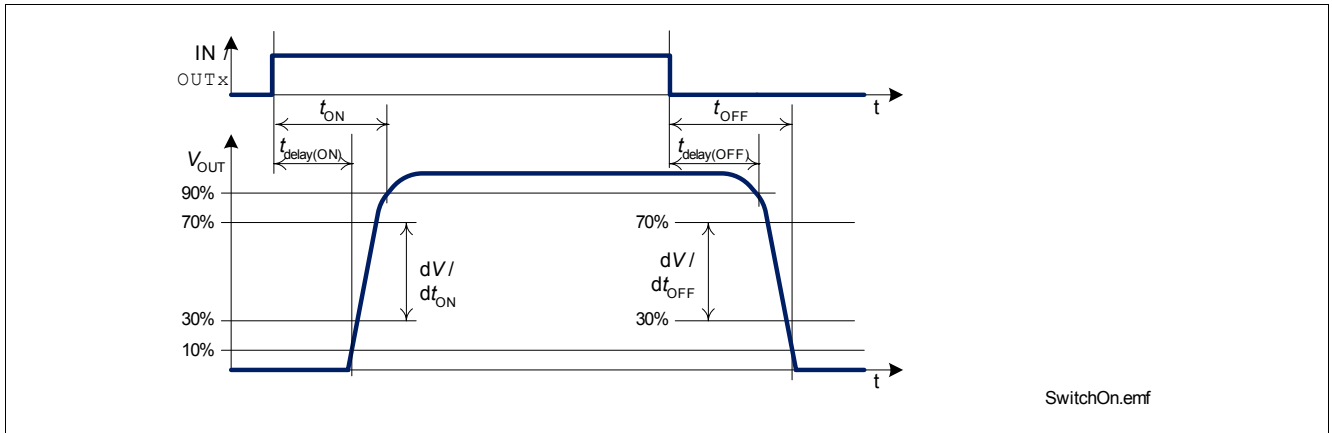 IN /
OUTx
t
tON
tOFF
tdelay(ON)
tdelay(OFF)
VOUT
90%
70%
70%
dV /
dtON
dV /
dtOFF
30%
30%
10%
t
SwitchOn.emf